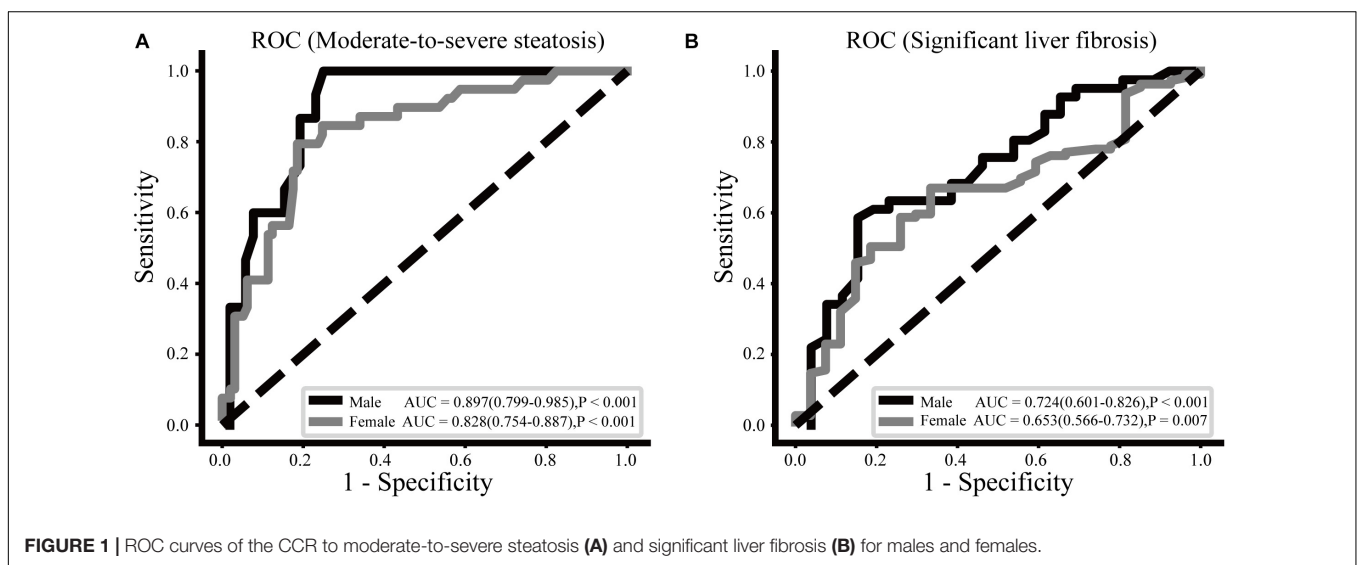 A
ROC (Moderate-to-severe steatosis)
Sensitivity
1.0
0.8
0.6
0.4
0.2
0.0
Male AUC = 0.897(0.799-0.985),P < 0.001
Female AUC = 0.828(0.754-0.887),P < 0.001
0.0 0.2 0.4 0.6 0.8 1.0
1 - Specificity
B
ROC (Significant liver fibrosis)
Sensitivity
1.0
0.8
0.6
0.4
0.2
0.0
Male AUC = 0.724(0.601-0.826),P < 0.001
Female AUC = 0.653(0.566-0.732),P = 0.007
0.0 0.2 0.4 0.6 0.8 1.0
1 - Specificity
FIGURE 1 | ROC curves of the CCR to moderate-to-severe steatosis (A) and significant liver fibrosis (B) for males and females.